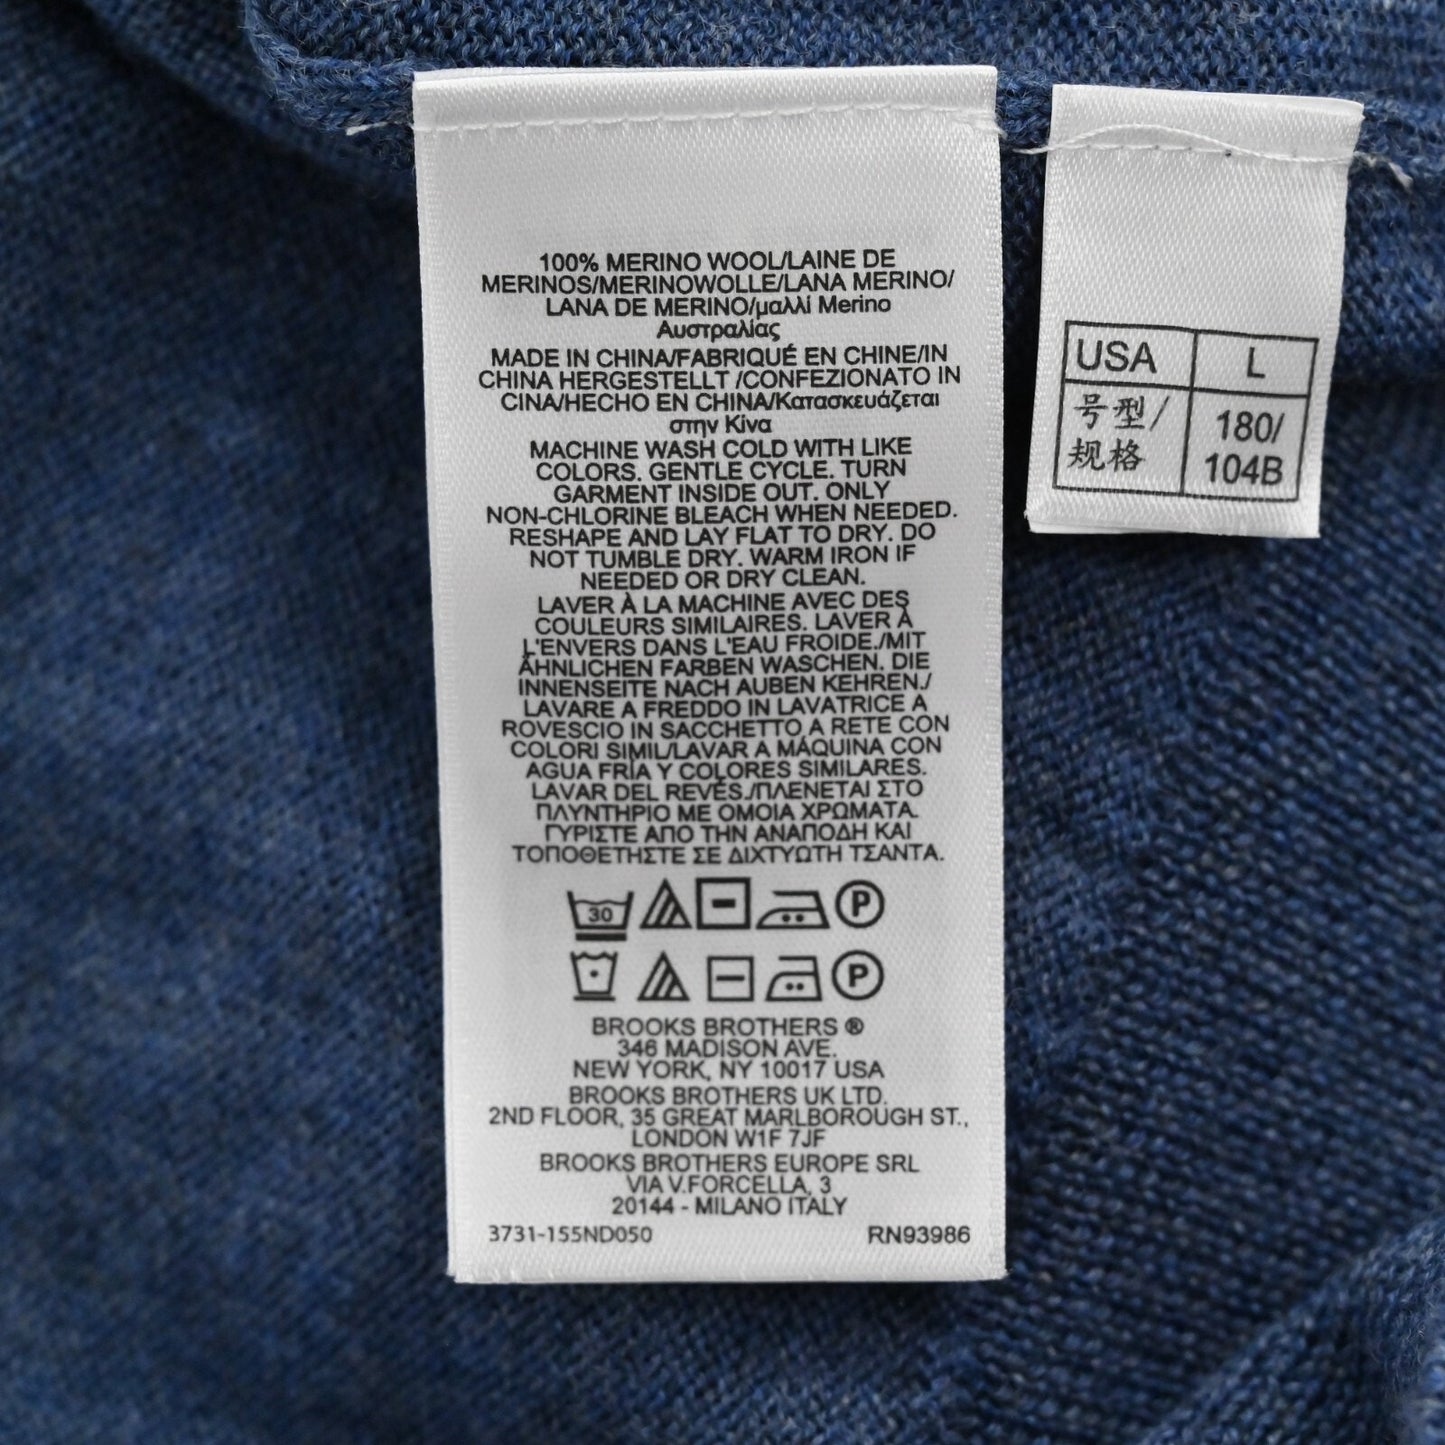 100% MERINO WOOL/LAINE DE
MERINOS/MERINOWOLLE/LANA MERINO/
LANA DE MERINO/μαλλί Merino
Αυστραλίας
MADE IN CHINA/FABRIQUÉ EN CHINE/IN
CHINA HERGESTELLT /CONFEZIONATO IN
CINA/HECHO EN CHINA/Κατασκευάζεται
στην Κίνα
MACHINE WASH COLD WITH LIKE
COLORS. GENTLE CYCLE. TURN
GARMENT INSIDE OUT. ONLY
NON-CHLORINE BLEACH WHEN NEEDED.
RESHAPE AND LAY FLAT TO DRY. DO
NOT TUMBLE DRY. WARM IRON IF
NEEDED OR DRY CLEAN.
LAVER À LA MACHINE AVEC DES
COULEURS SIMILAIRES. LAVER À
L'ENVERS DANS L'EAU FROIDE./MIT
ÄHNLICHEN FARBEN WASCHEN. DIE
INNENSEITE NACH AUBEN KEHREN./
LAVARE A FREDDO IN LAVATRICE A
ROVESCIO IN SACCHETTO A RETE CON
COLORI SIMIL/LAVAR A MÁQUINA CON
AGUA FRÍA Y COLORES SIMILARES.
LAVAR DEL REVÉS./ΠΛΕΝΕΤΑΙ ΣΤΟ
ΠΛΥΝΤΗΡΙΟ ΜΕ ΟΜΟΙΑ ΧΡΩΜΑΤΑ.
ΓΥΡΙΣΤΕ ΑΠΟ ΤΗΝ ΑΝΑΠΟΔΗ ΚΑΙ
ΤΟΠΟΘΕΤΗΣΤΕ ΣΕ ΔΙΧΤΥΩΤΗ ΤΣΑΝΤΑ.
30 P
P
BROOKS BROTHERS ®
346 MADISON AVE.
NEW YORK, NY 10017 USA
BROOKS BROTHERS UK LTD.
2ND FLOOR, 35 GREAT MARLBOROUGH ST.,
LONDON W1F 7JF
BROOKS BROTHERS EUROPE SRL
VIA V.FORCELLA, 3
20144 - MILANO ITALY
3731-155ND050 RN93986
USA L
号型/ 180/
规格 104B